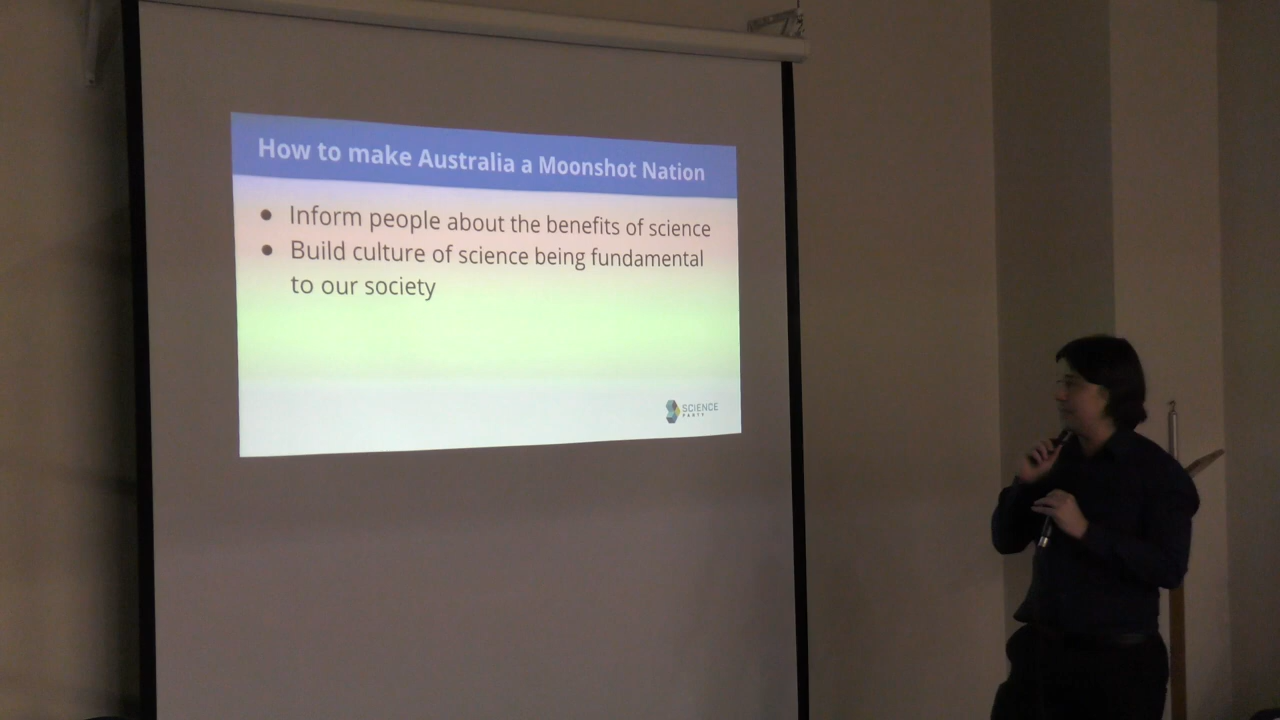 How to make Australia a Moonshot Nation
● Inform people about the benefits of science
● Build culture of science being fundamental
to our society
SCIENCE
PARTY